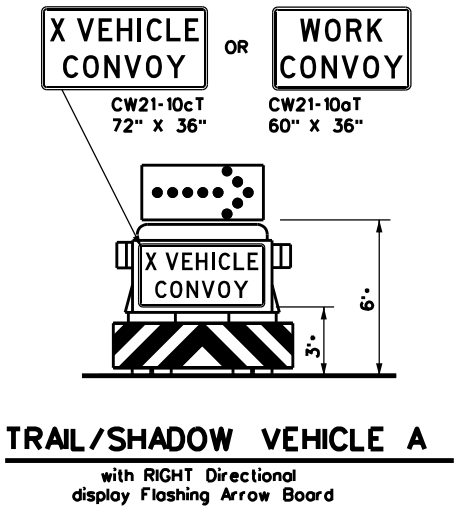 X VEHICLE
CONVOY
OR
WORK
CONVOY
CW21-10cT
72" X 36"
CW21-10aT
60" X 36"
X VEHICLE
CONVOY
6'±
3'±
TRAIL/SHADOW VEHICLE A
with RIGHT Directional
display Flashing Arrow Board